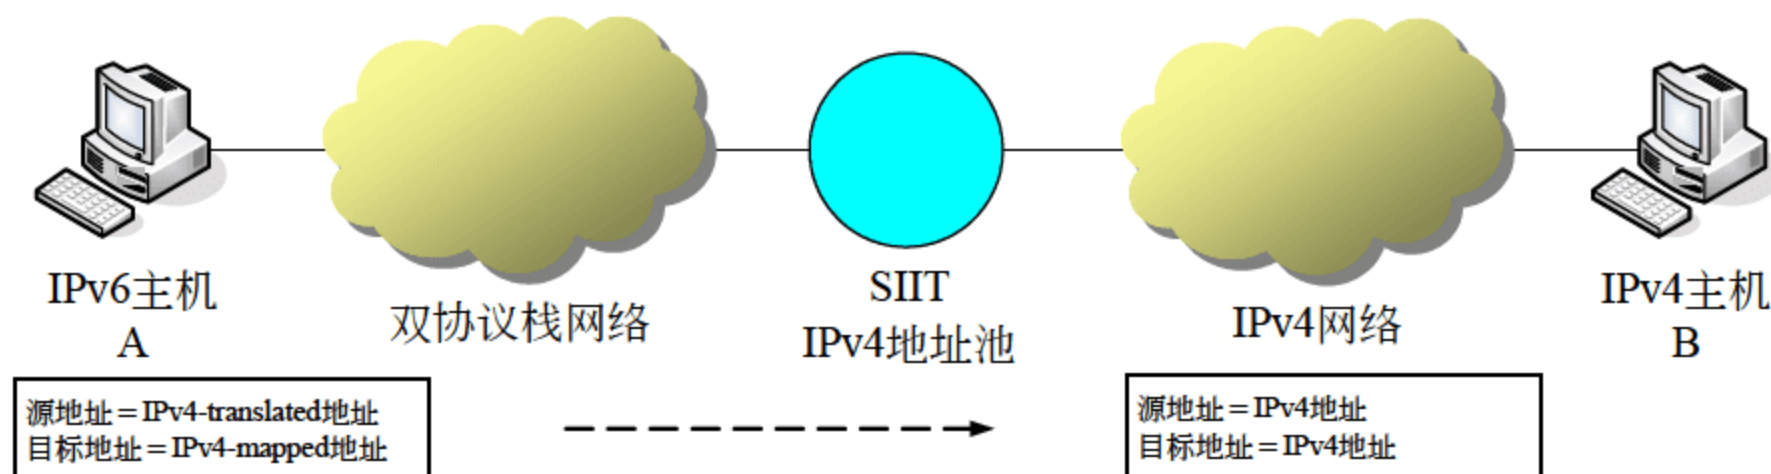 IPv6主机
A
双协议栈网络
SIIT
IPv4地址池
IPv4网络
IPv4主机
B
源地址＝IPv4-translated地址
目标地址＝IPv4-mapped地址
源地址＝IPv4地址
目标地址＝IPv4地址